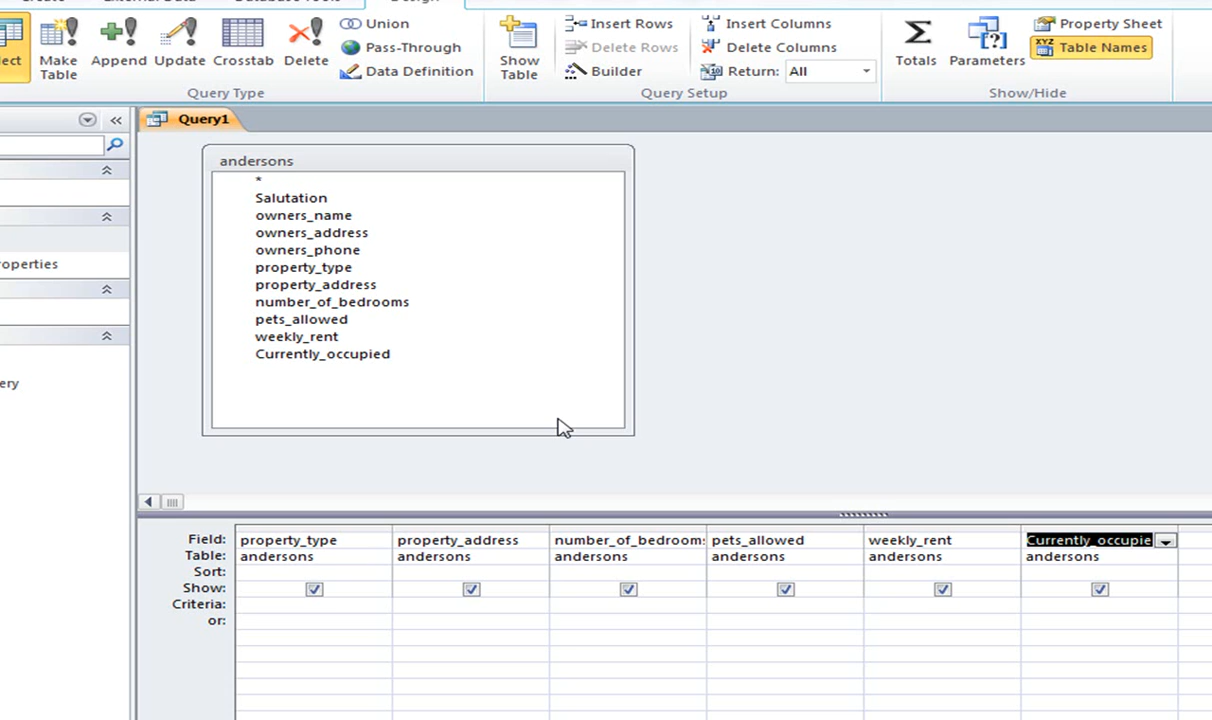 Union
Insert Rows
Insert Columns
Property Sheet
Pass-Through
Delete Rows
Delete Columns
XYZ Table Names
Make Table
Append
Update
Crosstab
Delete
Data Definition
Show Table
Builder
Return: All
Totals
Parameters
Query Type
Query Setup
Show/Hide
Query1
andersons
*
Salutation
owners_name
owners_address
owners_phone
property_type
property_address
number_of_bedrooms
pets_allowed
weekly_rent
Currently_occupied
Field: property_type property_address number_of_bedrooms pets_allowed weekly_rent Currently_occupie
Table: andersons andersons andersons andersons andersons andersons
Sort:
Show:
Criteria:
or: